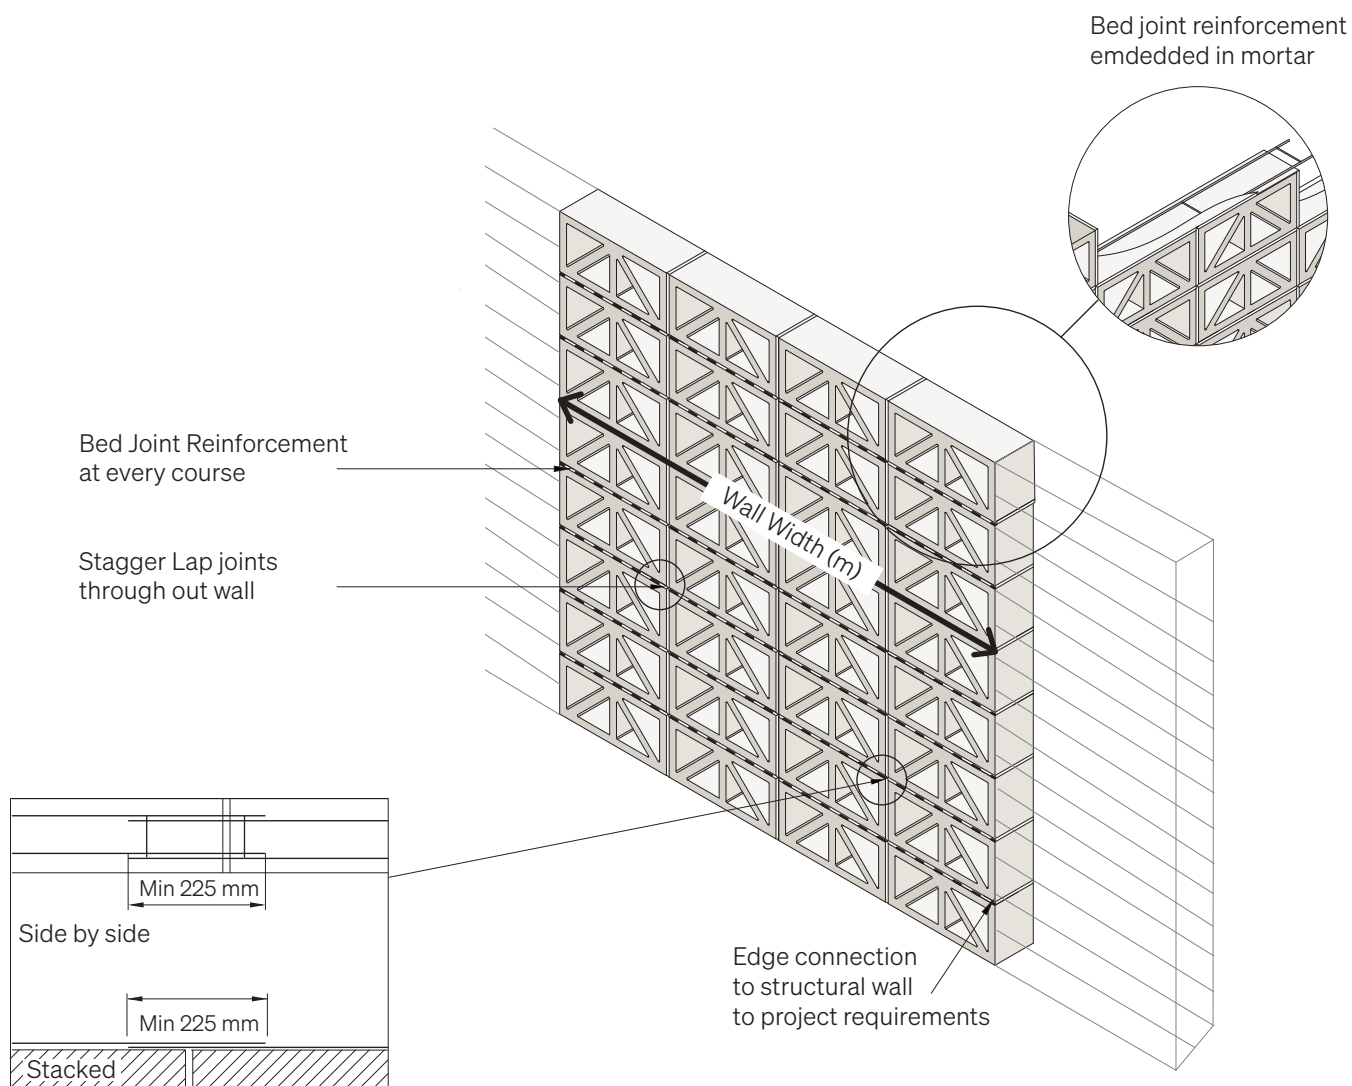 Bed joint reinforcement
emdedded in mortar
Bed Joint Reinforcement
at every course
Wall Width (m)
Stagger Lap joints
through out wall
Min 225 mm
Side by side
Min 225 mm
Stacked
Edge connection
to structural wall
to project requirements